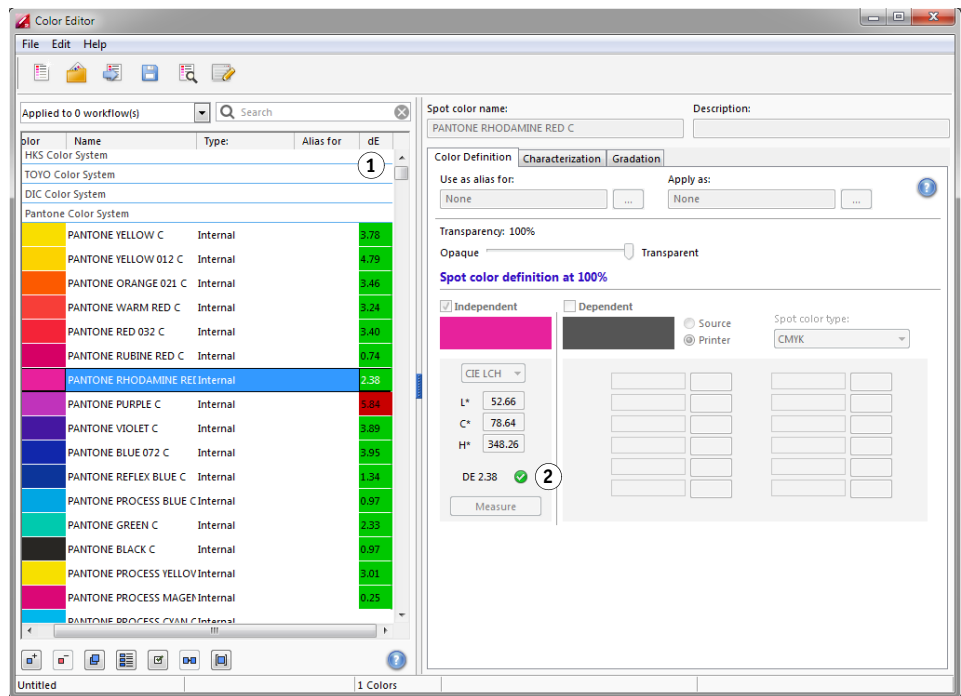 Color Editor
File Edit Help
Applied to 0 workflow(s) Search
olor Name Type: Alias for dE
HKS Color System
TOYO Color System
DIC Color System
Pantone Color System
PANTONE YELLOW C Internal 3.78
PANTONE YELLOW 012 C Internal 4.79
PANTONE ORANGE 021 C Internal 3.46
PANTONE WARM RED C Internal 3.24
PANTONE RED 032 C Internal 3.40
PANTONE RUBINE RED C Internal 0.74
PANTONE RHODAMINE RE Internal 2.38
PANTONE PURPLE C Internal 5.84
PANTONE VIOLET C Internal 3.89
PANTONE BLUE 072 C Internal 3.95
PANTONE REFLEX BLUE C Internal 1.34
PANTONE PROCESS BLUE C Internal 0.97
PANTONE GREEN C Internal 2.33
PANTONE BLACK C Internal 0.97
PANTONE PROCESS YELLOV Internal 3.01
PANTONE PROCESS MAGEN Internal 0.25
PANTONE PROCESS CYAN C Internal
1
Untitled
1 Colors
Spot color name: Description:
PANTONE RHODAMINE RED C
Color Definition Characterization Gradation
Use as alias for: Apply as:
None ... None ...
Transparency: 100%
Opaque Transparent
Spot color definition at 100%
Independent Dependent
Source
Printer
Spot color type:
CMYK
CIE LCH
L* 52.66
C* 78.64
H* 348.26
DE 2.38 2
Measure